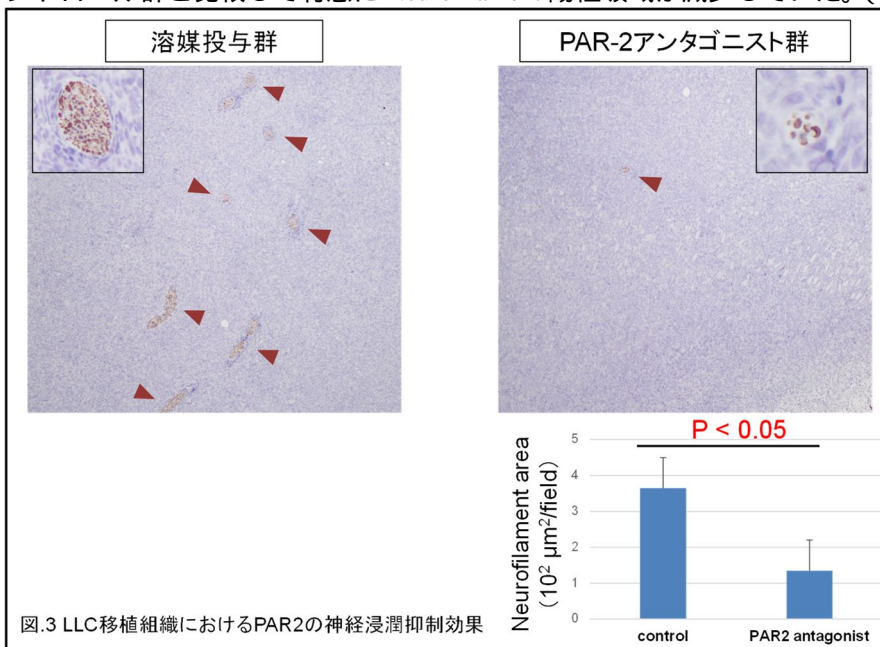 溶媒投与群
PAR-2アンタゴニスト群
P < 0.05
Neurofilament area
(10² μm²/field)
5
4
3
2
1
0
control
PAR2 antagonist
図.3 LLC移植組織におけるPAR2の神経浸潤抑制効果